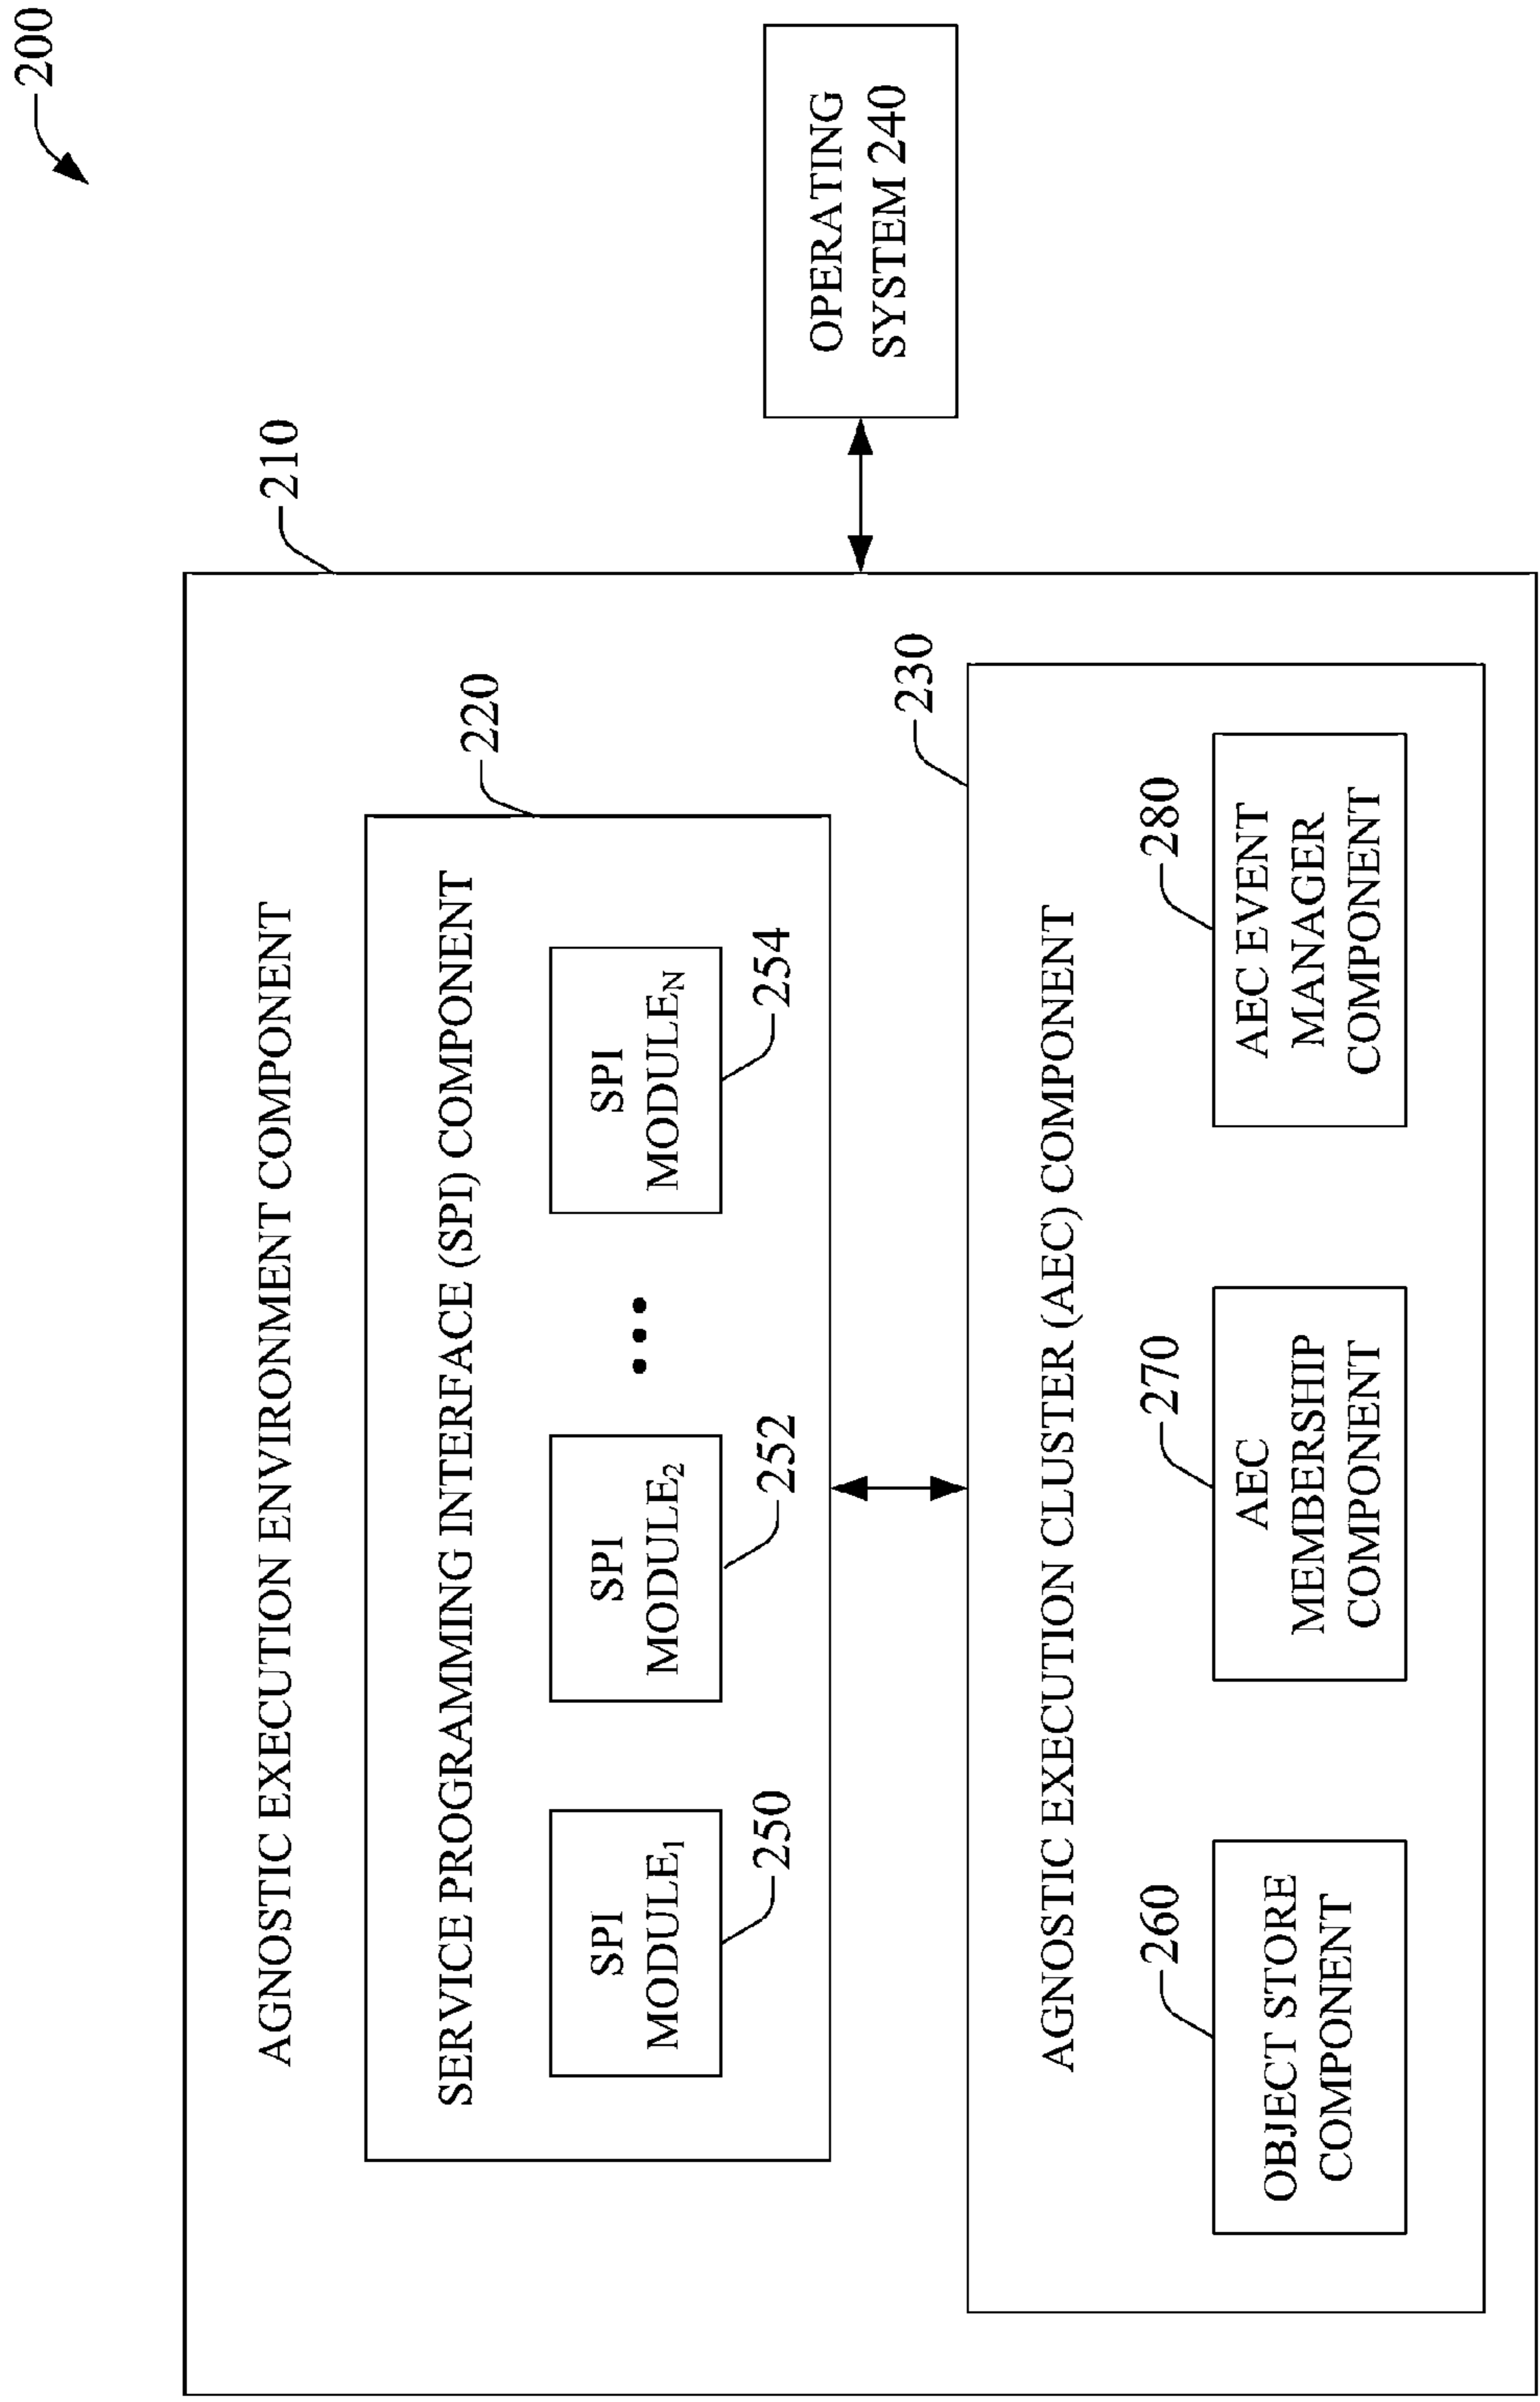 200
210
AGNOSTIC EXECUTION ENVIRONMENT COMPONENT
220
SERVICE PROGRAMMING INTERFACE (SPI) COMPONENT
SPI
MODULE1
250
SPI
MODULE2
252
•••
SPI
MODULEN
254
230
AGNOSTIC EXECUTION CLUSTER (AEC) COMPONENT
260
OBJECT STORE
COMPONENT
270
AEC
MEMBERSHIP
COMPONENT
280
AEC EVENT
MANAGER
COMPONENT
OPERATING
SYSTEM 240